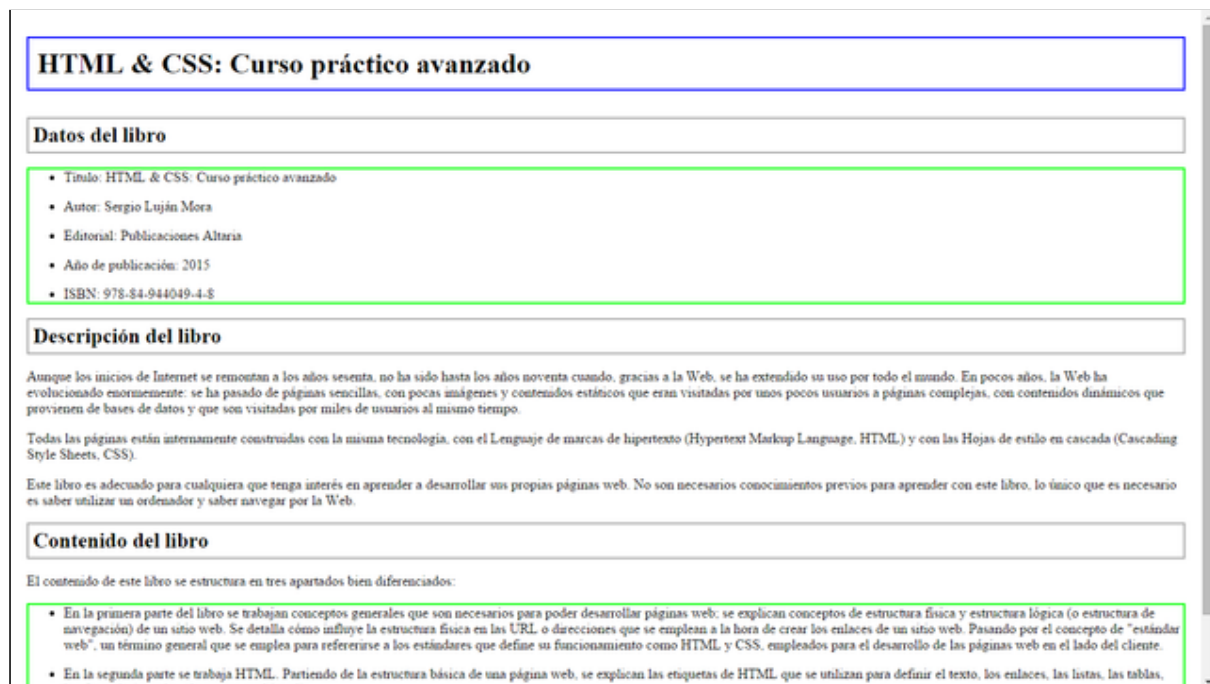 HTML & CSS: Curso práctico avanzado
Datos del libro
• Titulo: HTML & CSS: Curso práctico avanzado
• Autor: Sergio Luján Mora
• Editorial: Publicaciones Altaria
• Año de publicación: 2015
• ISBN: 978-84-944049-4-8
Descripción del libro
Aunque los inicios de Internet se remontan a los años sesenta, no ha sido hasta los años noventa cuando, gracias a la Web, se ha extendido su uso por todo el mundo. En pocos años, la Web ha
evolucionado enormemente: se ha pasado de páginas sencillas, con pocas imágenes y contenidos estáticos que eran visitadas por unos pocos usuarios a páginas complejas, con contenidos dinámicos que
provienen de bases de datos y que son visitadas por miles de usuarios al mismo tiempo.
Todas las páginas están internamente construidas con la misma tecnología, con el Lenguaje de marcas de hipertexto (Hypertext Markup Language, HTML) y con las Hojas de estilo en cascada (Cascading
Style Sheets, CSS).
Este libro es adecuado para cualquiera que tenga interés en aprender a desarrollar sus propias páginas web. No son necesarios conocimientos previos para aprender con este libro, lo único que es necesario
es saber utilizar un ordenador y saber navegar por la Web.
Contenido del libro
El contenido de este libro se estructura en tres apartados bien diferenciados:
• En la primera parte del libro se trabajan conceptos generales que son necesarios para poder desarrollar páginas web: se explican conceptos de estructura física y estructura lógica (o estructura de
navegación) de un sitio web. Se detalla cómo influye la estructura física en las URL o direcciones que se emplean a la hora de crear los enlaces de un sitio web. Pasando por el concepto de "estándar
web", un término general que se emplea para refererirse a los estándares que define su funcionamiento como HTML y CSS, empleados para el desarrollo de las páginas web en el lado del cliente.
• En la segunda parte se trabaja HTML. Partiendo de la estructura básica de una página web, se explican las etiquetas de HTML que se utilizan para definir el texto, los enlaces, las listas, las tablas,